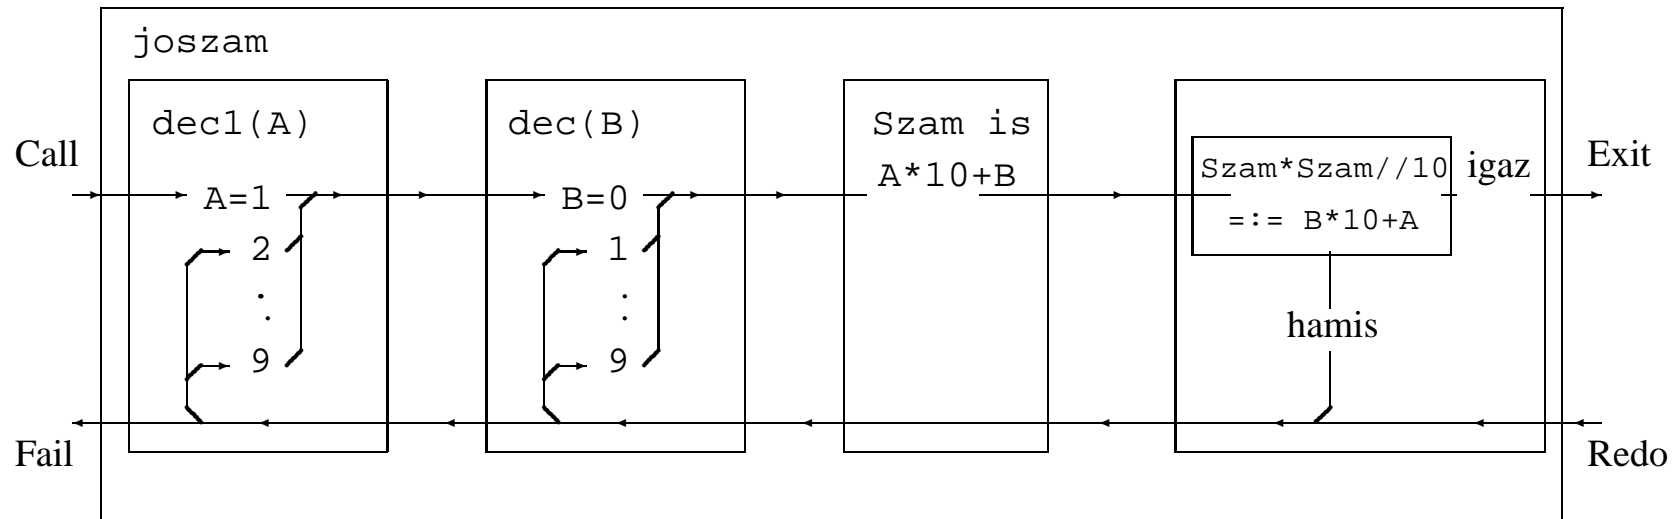 joszam
Call
dec1(A)
A=1
2
.
.
9
dec(B)
B=0
1
.
.
9
Szam is
A*10+B
Szam*Szam//10
=:= B*10+A
igaz
hamis
Exit
Fail
Redo